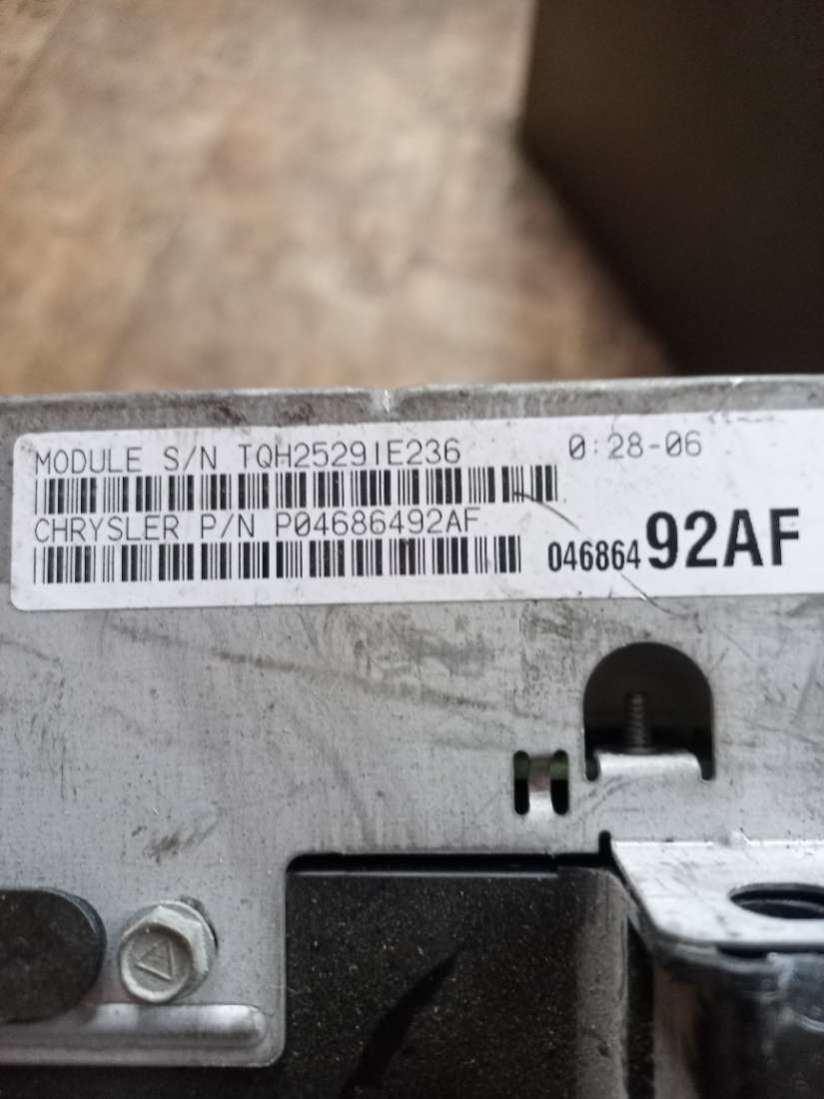 MODULE S/N TQH25291E236 0:28-06
CHRYSLER P/N P04686492AF
04686492AF